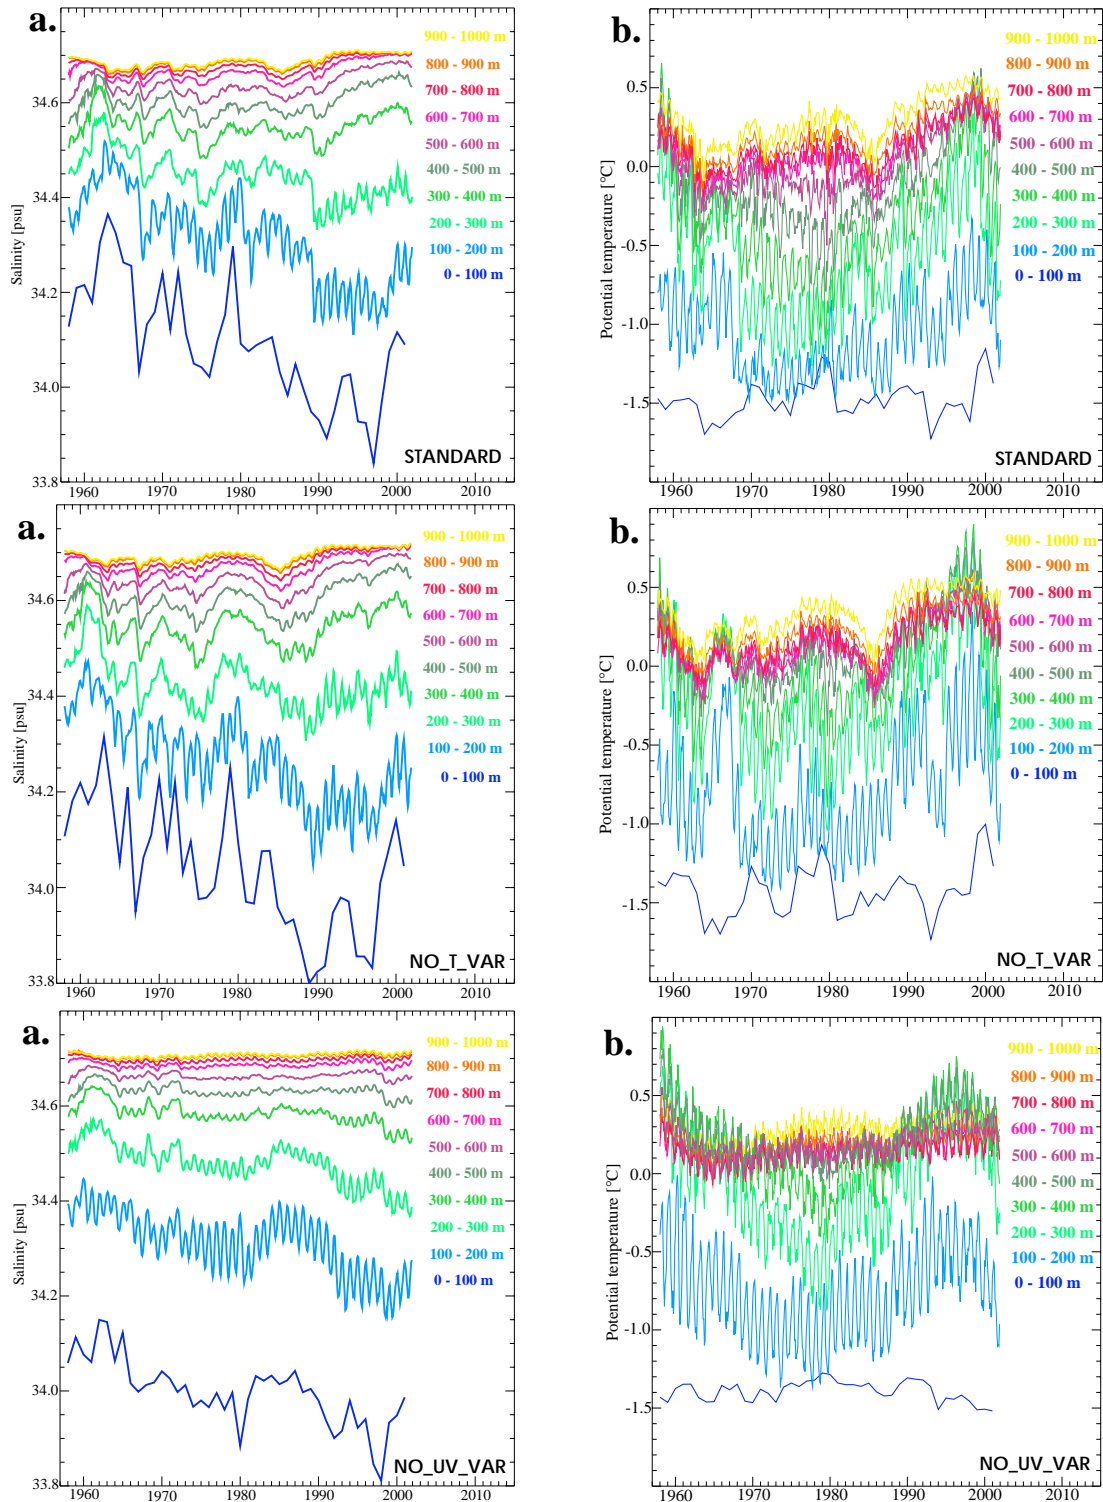 a.
Salinity [psu]
34.6
34.4
34.2
34.0
33.8
1960 1970 1980 1990 2000 2010
900 - 1000 m
800 - 900 m
700 - 800 m
600 - 700 m
500 - 600 m
400 - 500 m
300 - 400 m
200 - 300 m
100 - 200 m
0 - 100 m
STANDARD
b.
Potential temperature [°C]
0.5
0.0
-0.5
-1.0
-1.5
1960 1970 1980 1990 2000 2010
900 - 1000 m
800 - 900 m
700 - 800 m
600 - 700 m
500 - 600 m
400 - 500 m
300 - 400 m
200 - 300 m
100 - 200 m
0 - 100 m
STANDARD
a.
Salinity [psu]
34.6
34.4
34.2
34.0
33.8
1960 1970 1980 1990 2000 2010
900 - 1000 m
800 - 900 m
700 - 800 m
600 - 700 m
500 - 600 m
400 - 500 m
300 - 400 m
200 - 300 m
100 - 200 m
0 - 100 m
NO_T_VAR
b.
Potential temperature [°C]
0.5
0.0
-0.5
-1.0
-1.5
1960 1970 1980 1990 2000 2010
900 - 1000 m
800 - 900 m
700 - 800 m
600 - 700 m
500 - 600 m
400 - 500 m
300 - 400 m
200 - 300 m
100 - 200 m
0 - 100 m
NO_T_VAR
a.
Salinity [psu]
34.6
34.4
34.2
34.0
33.8
1960 1970 1980 1990 2000 2010
900 - 1000 m
800 - 900 m
700 - 800 m
600 - 700 m
500 - 600 m
400 - 500 m
300 - 400 m
200 - 300 m
100 - 200 m
0 - 100 m
NO_UV_VAR
b.
Potential temperature [°C]
0.5
0.0
-0.5
-1.0
-1.5
1960 1970 1980 1990 2000 2010
900 - 1000 m
800 - 900 m
700 - 800 m
600 - 700 m
500 - 600 m
400 - 500 m
300 - 400 m
200 - 300 m
100 - 200 m
0 - 100 m
NO_UV_VAR